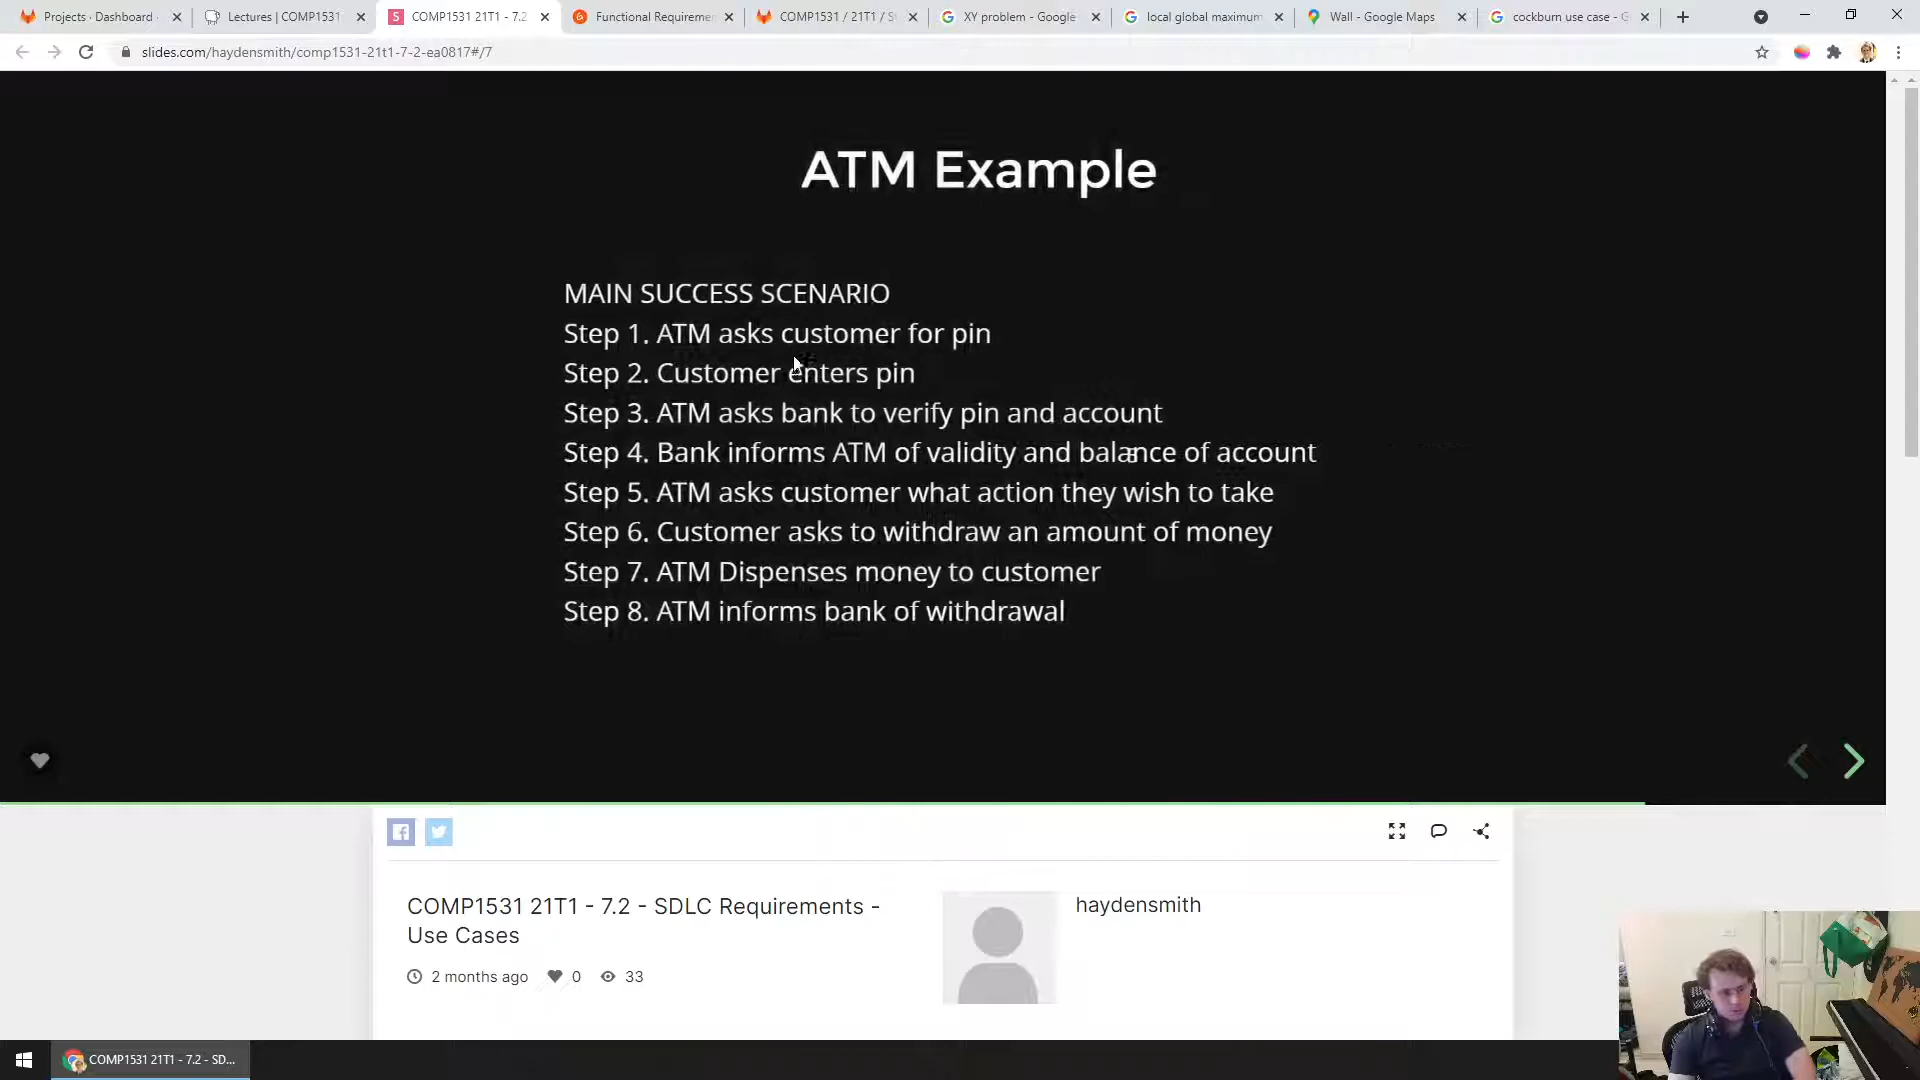 Projects · Dashboard
Lectures | COMP1531
COMP1531 21T1 - 7.2
Functional Requireme
COMP1531 / 21T1 / S
XY problem - Google
local global maximum
Wall - Google Maps
cockburn use case - G
slides.com/haydensmith/comp1531-21t1-7-2-ea0817#/7
ATM Example
MAIN SUCCESS SCENARIO
Step 1. ATM asks customer for pin
Step 2. Customer enters pin
Step 3. ATM asks bank to verify pin and account
Step 4. Bank informs ATM of validity and balance of account
Step 5. ATM asks customer what action they wish to take
Step 6. Customer asks to withdraw an amount of money
Step 7. ATM Dispenses money to customer
Step 8. ATM informs bank of withdrawal
COMP1531 21T1 - 7.2 - SDLC Requirements -
Use Cases
haydensmith
2 months ago 0 33
COMP1531 21T1 - 7.2 - SD...